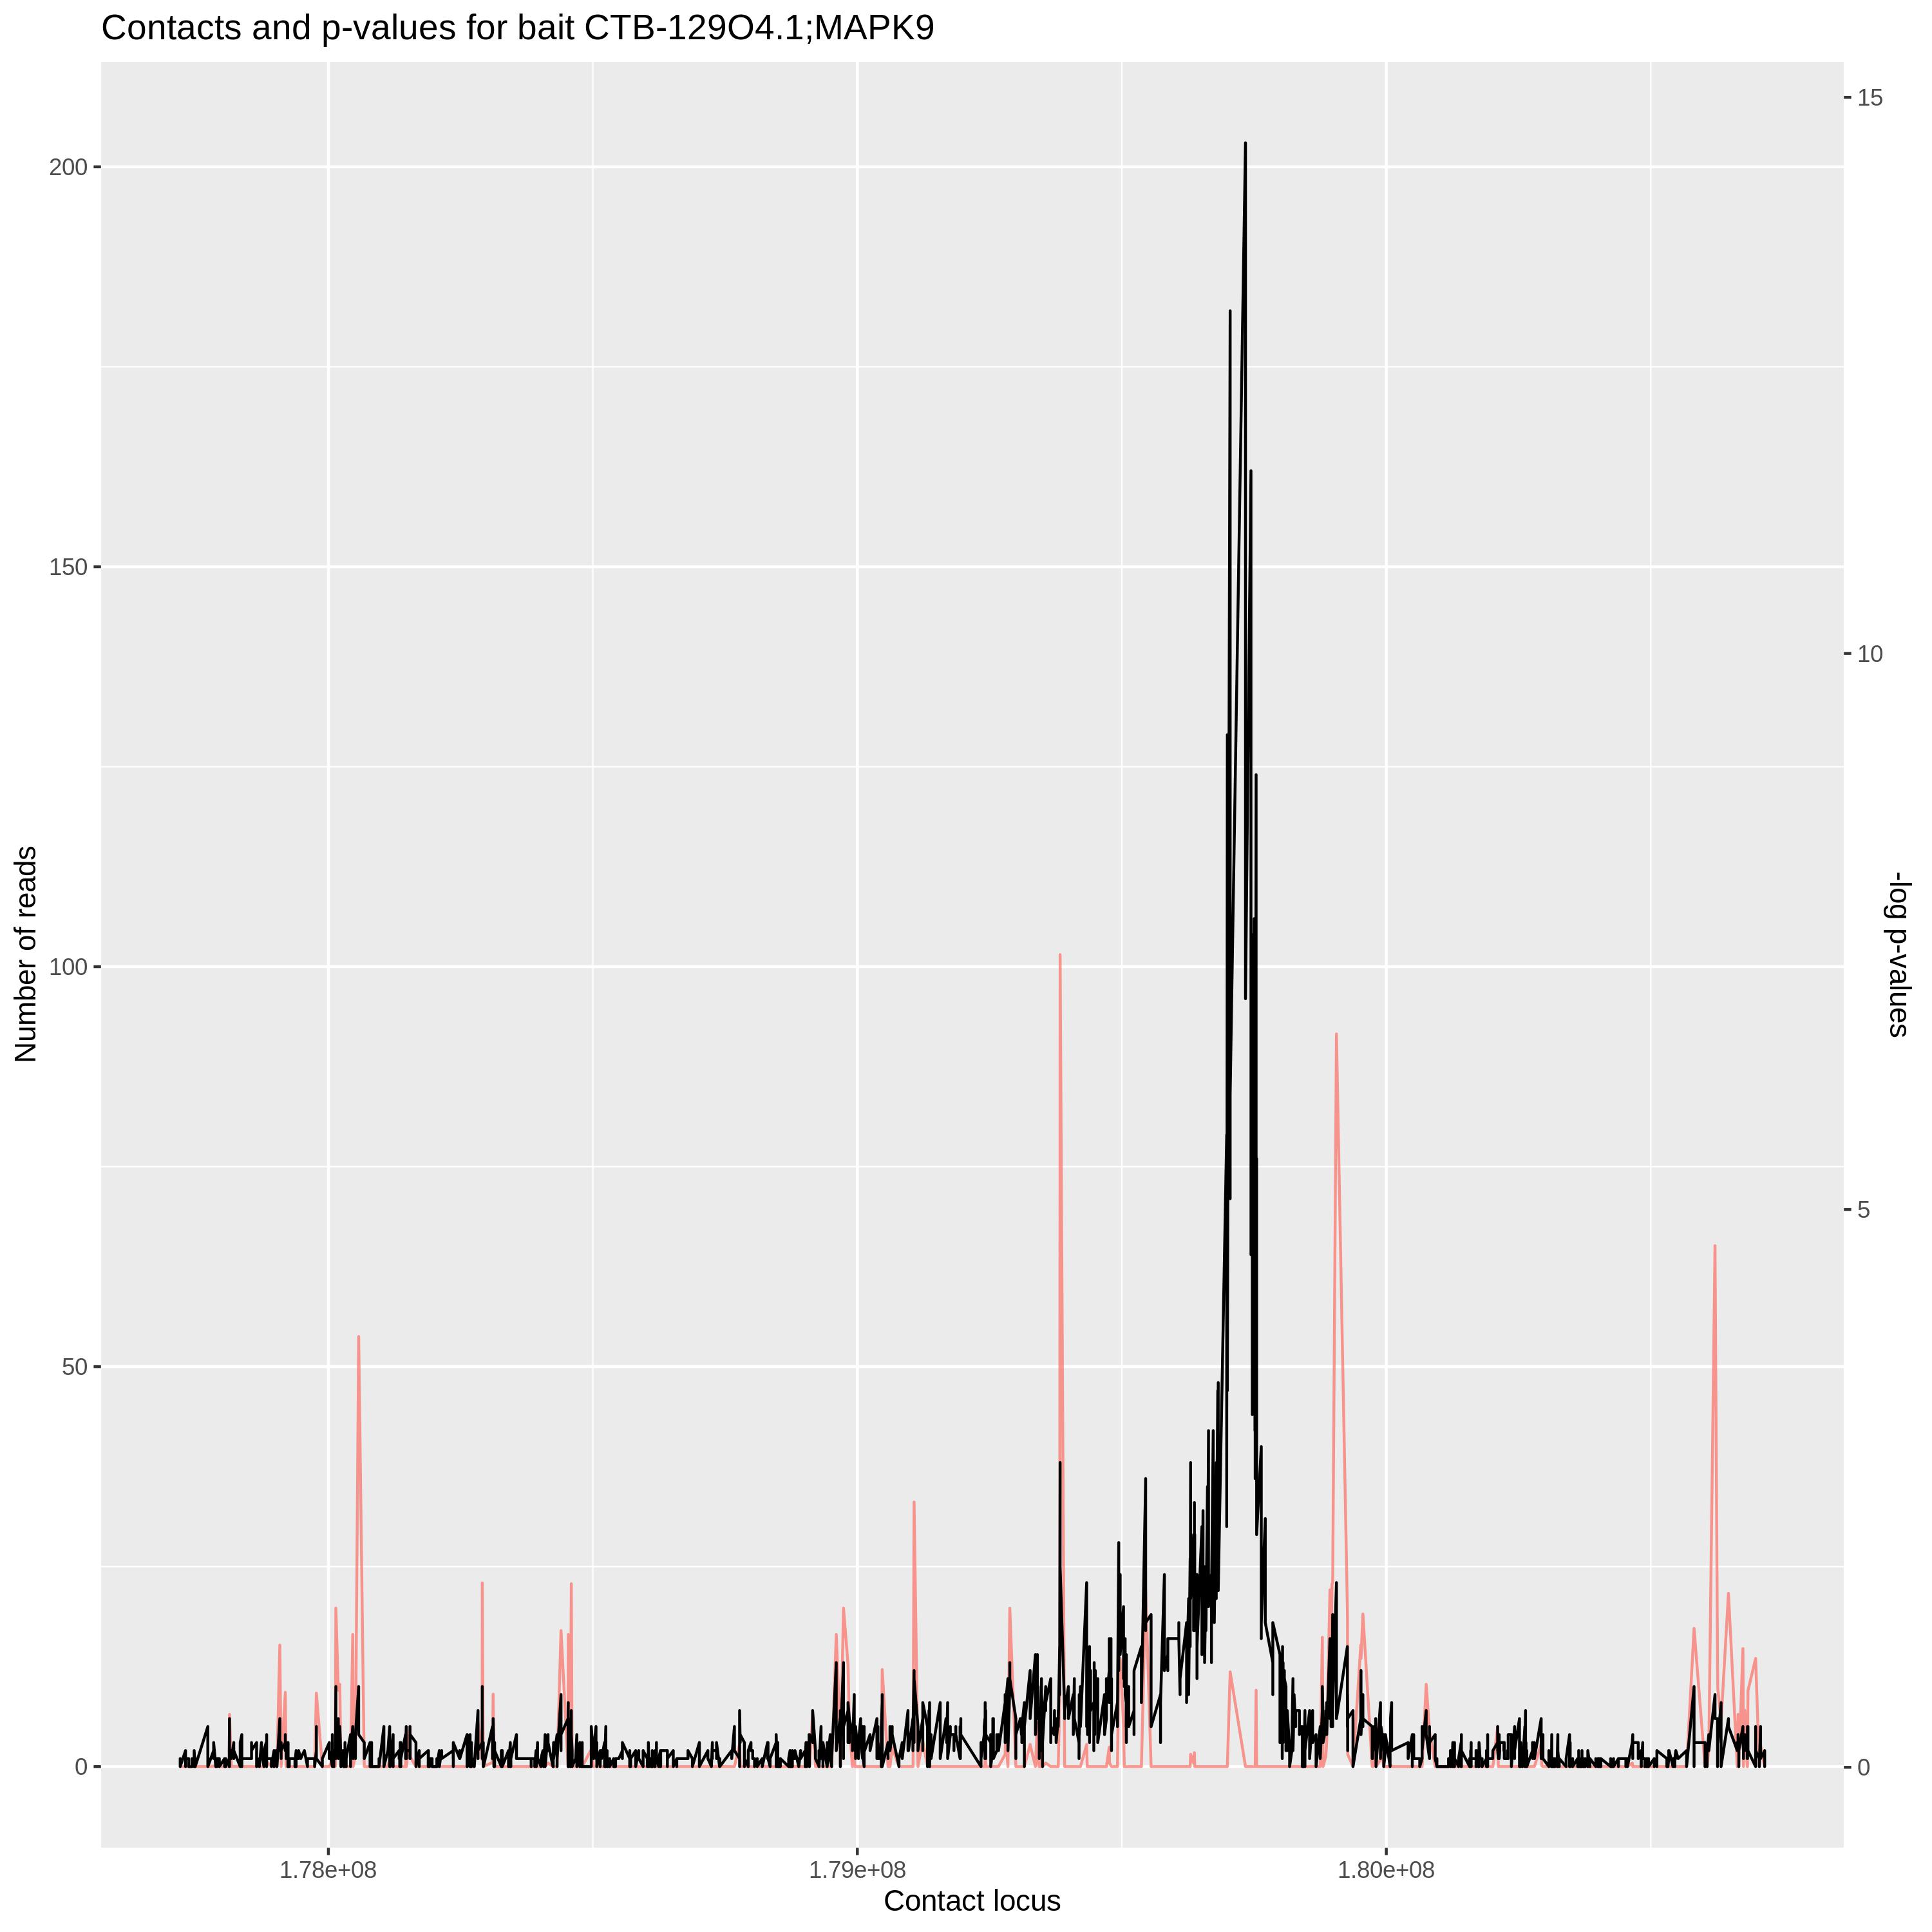 Contacts and p-values for bait CTB-129O4.1;MAPK9
Number of reads
200
150
100
50
0
15
10
5
0
-log p-values
1.78e+08
1.79e+08
1.80e+08
Contact locus